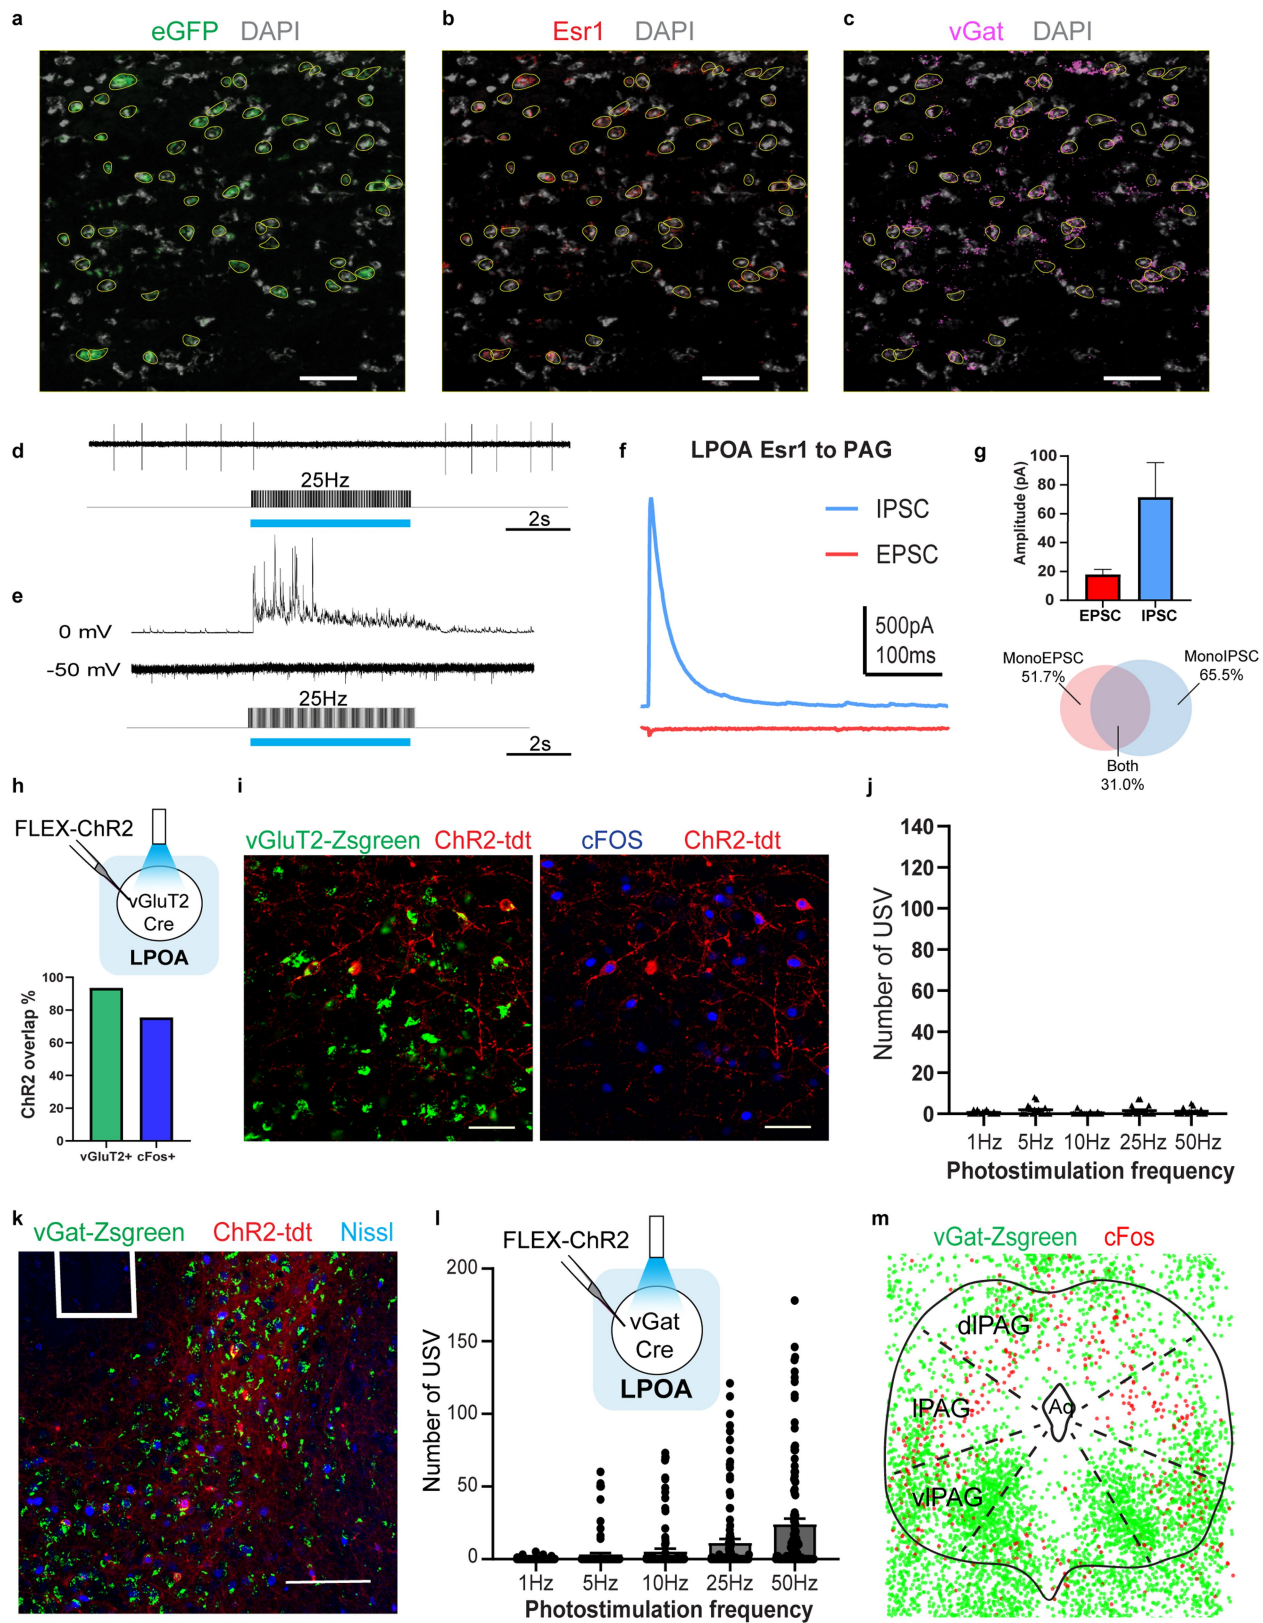 a
eGFP DAPI
b
Esr1 DAPI
c
vGat DAPI
d
25Hz
2s
e
0 mV
-50 mV
25Hz
2s
f
LPOA Esr1 to PAG
IPSC
EPSC
500pA
100ms
g
Amplitude (pA)
100
80
60
40
20
0
EPSC IPSC
MonoEPSC
51.7%
MonoIPSC
65.5%
Both
31.0%
h
FLEX-ChR2
vGluT2
Cre
LPOA
ChR2 overlap %
100
80
60
40
20
0
vGluT2+ cFos+
i
vGluT2-Zsgreen ChR2-tdt
cFOS ChR2-tdt
j
Number of USV
140
120
100
80
60
40
20
0
1Hz 5Hz 10Hz 25Hz 50Hz
Photostimulation frequency
k
vGat-Zsgreen ChR2-tdt Nissl
l
FLEX-ChR2
vGat
Cre
LPOA
Number of USV
200
150
100
50
0
1Hz 5Hz 10Hz 25Hz 50Hz
Photostimulation frequency
m
vGat-Zsgreen cFos
dlPAG
lPAG
Aq
vlPAG